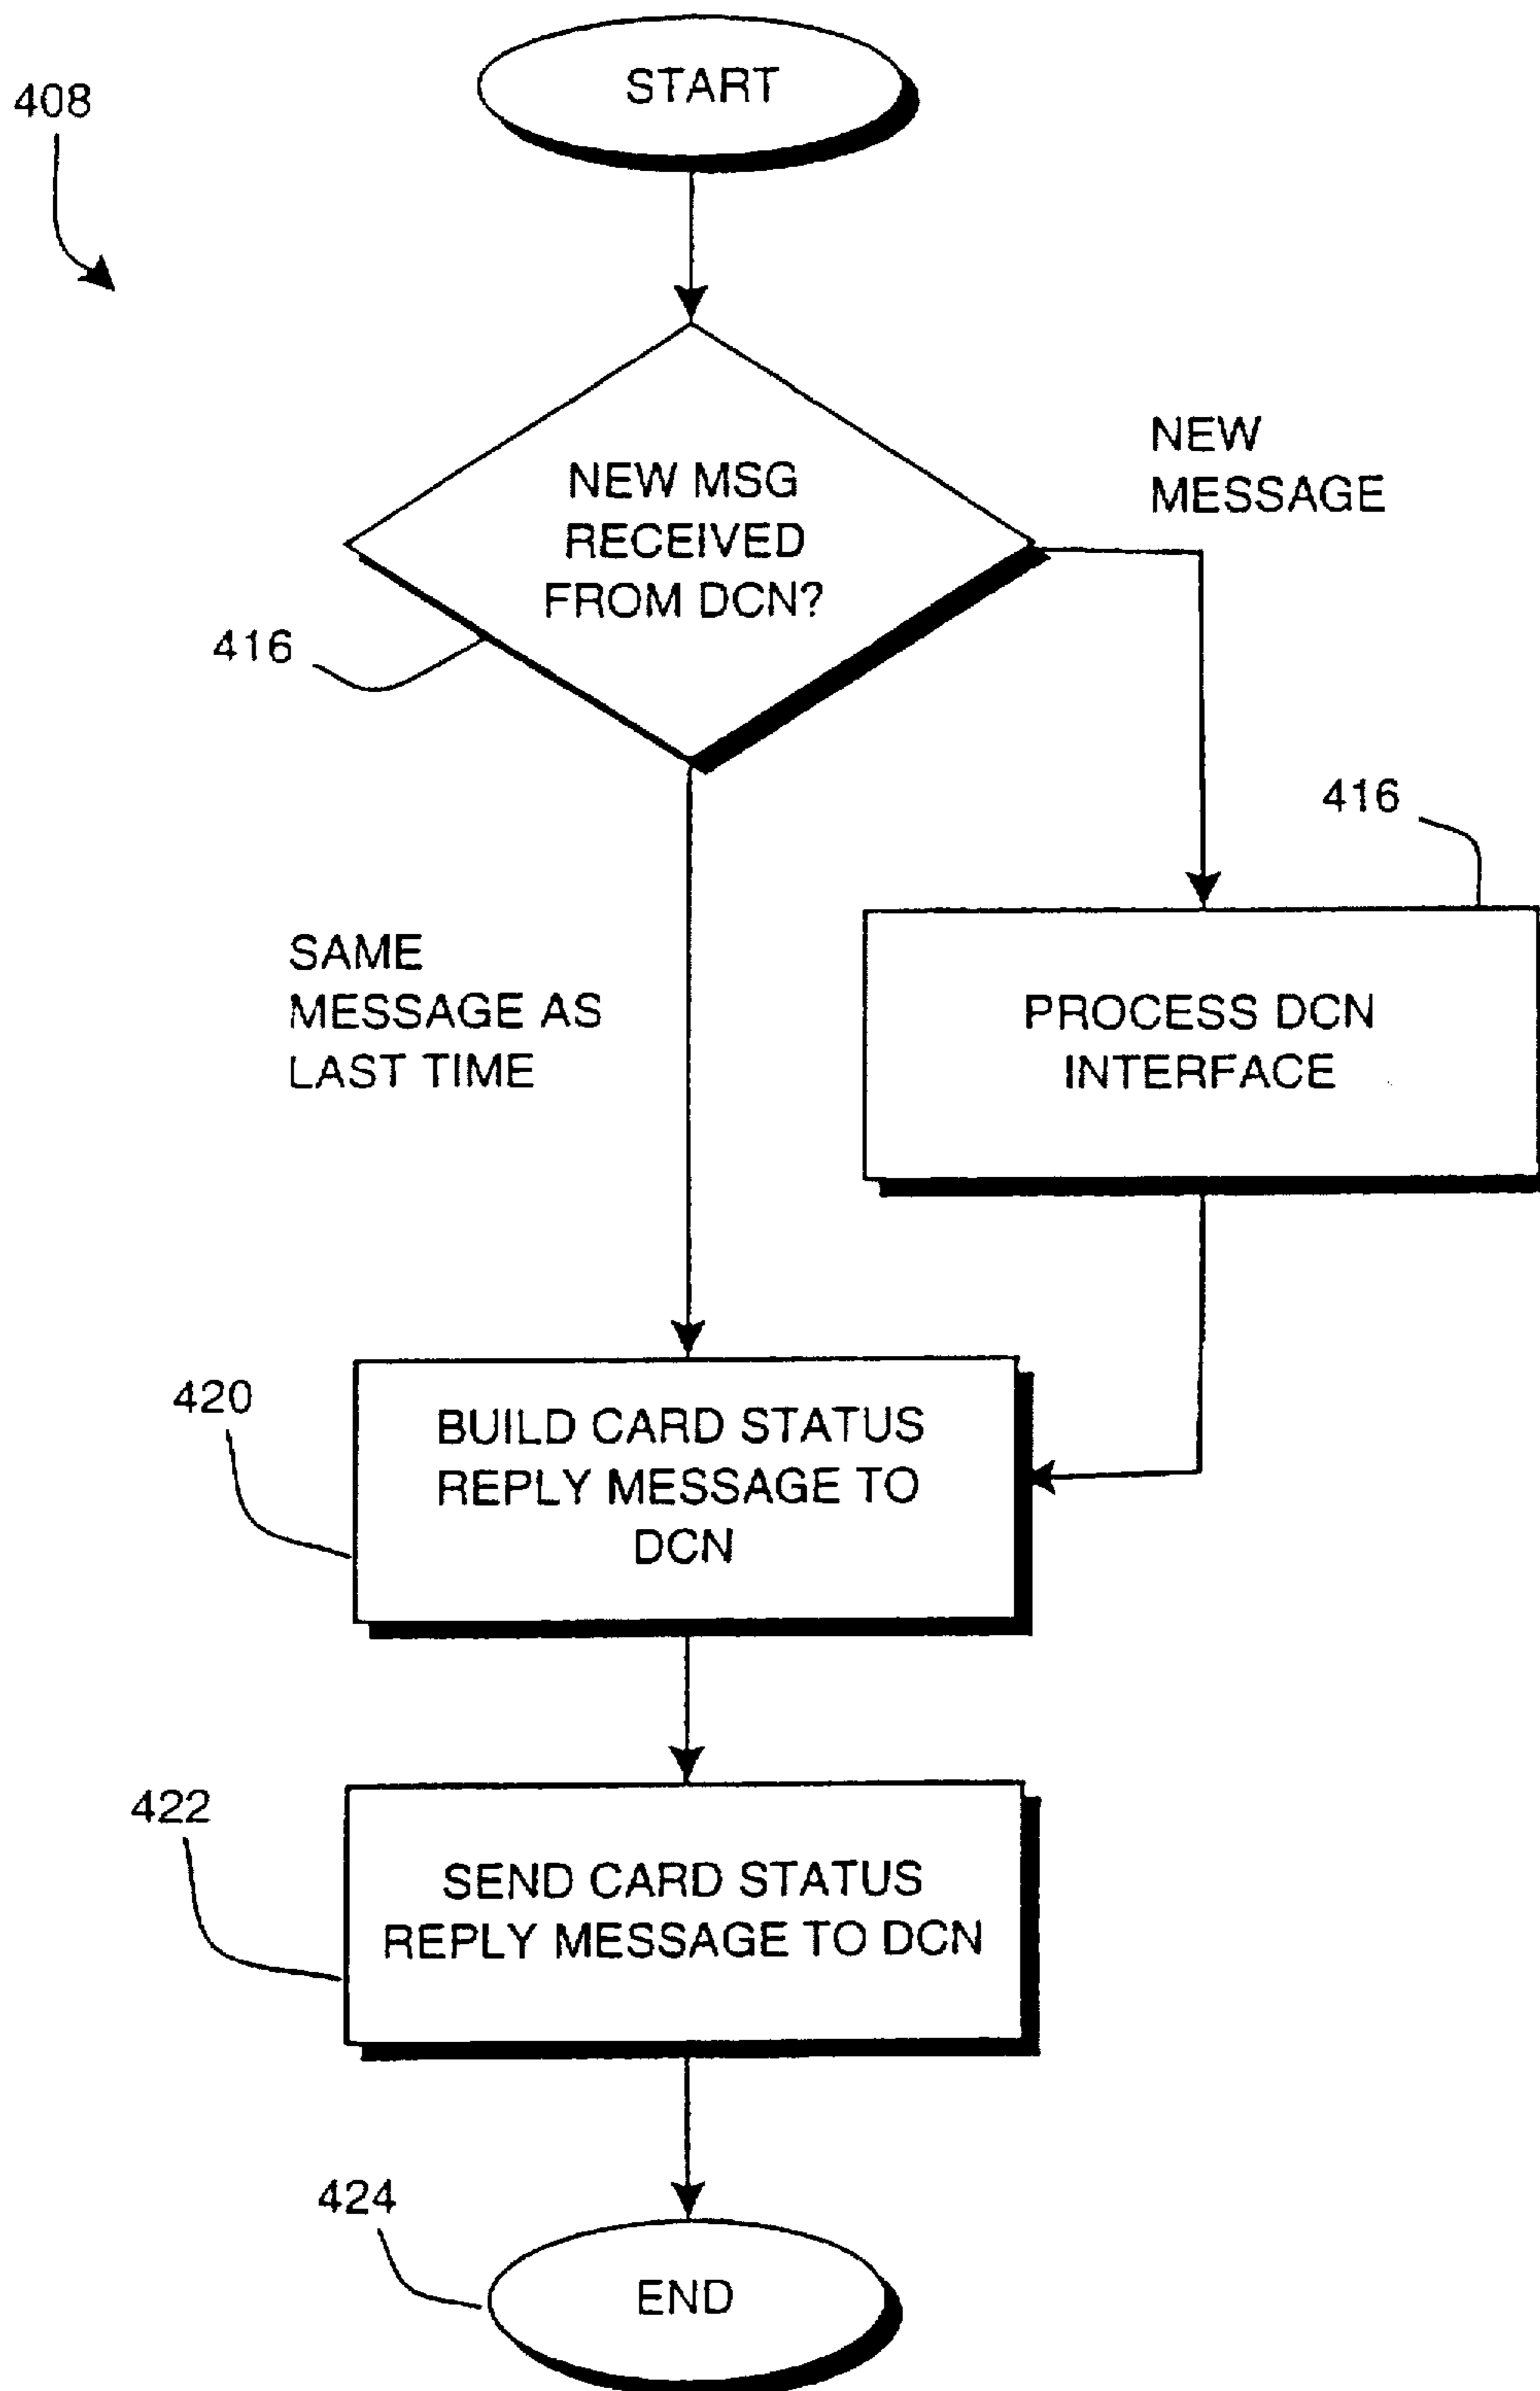 START
408
NEW MSG
RECEIVED
FROM DCN?
NEW
MESSAGE
416
416
SAME
MESSAGE AS
LAST TIME
PROCESS DCN
INTERFACE
420
BUILD CARD STATUS
REPLY MESSAGE TO
DCN
422
SEND CARD STATUS
REPLY MESSAGE TO DCN
424
END